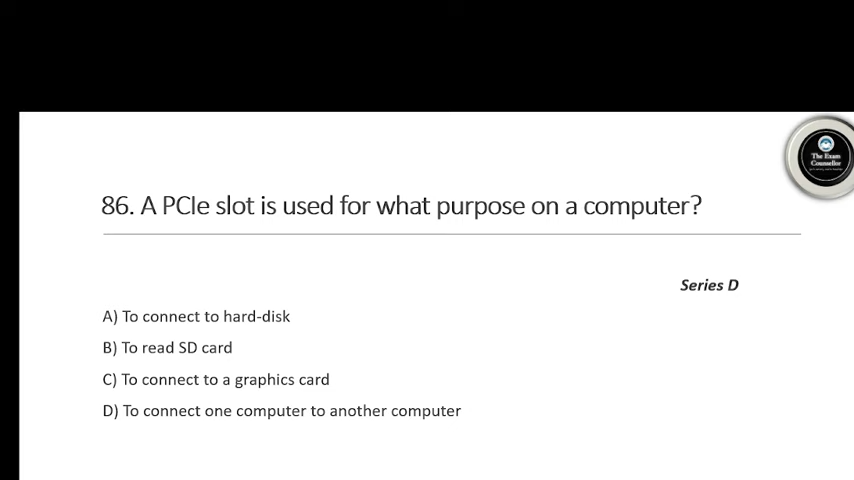 The Exam
Counsellor
86. A PCIe slot is used for what purpose on a computer?
Series D
A) To connect to hard-disk
B) To read SD card
C) To connect to a graphics card
D) To connect one computer to another computer